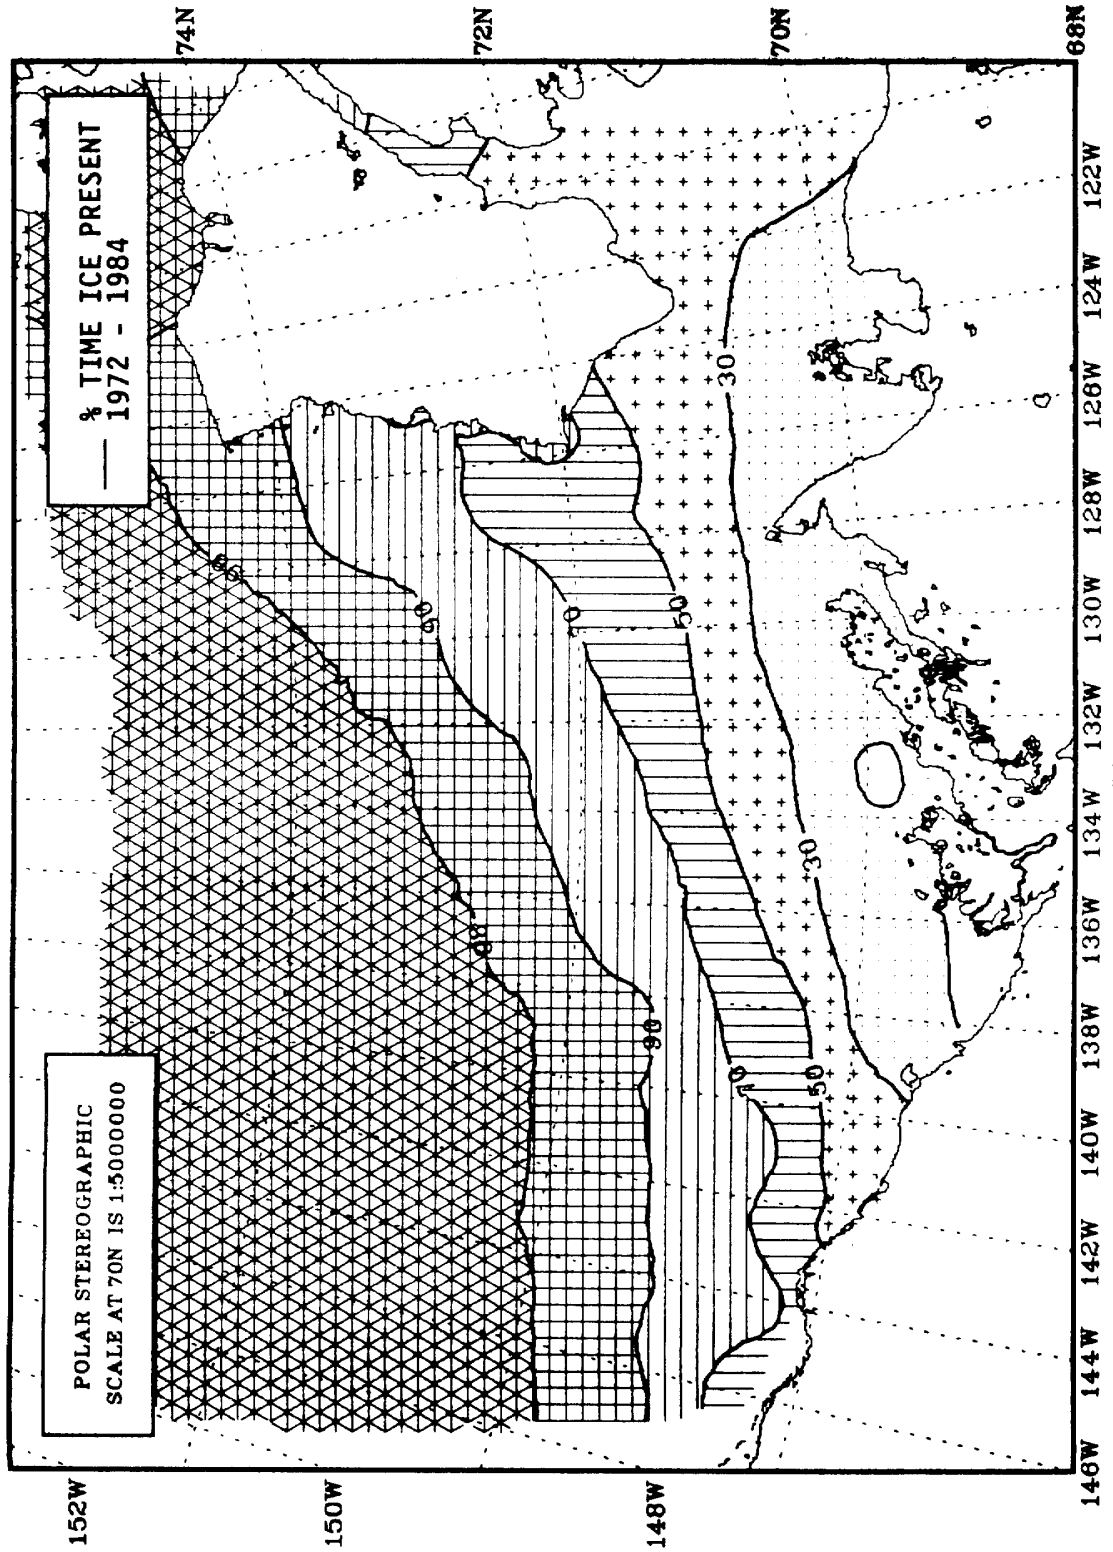 POLAR STEREOGRAPHIC
SCALE AT 70N IS 1:5000000
% TIME ICE PRESENT
1972 - 1984
152W
150W
148W
146W
144W
142W
140W
138W
136W
134W
132W
130W
128W
126W
124W
122W
74N
72N
70N
68N
90
90
70
70
50
50
30
30